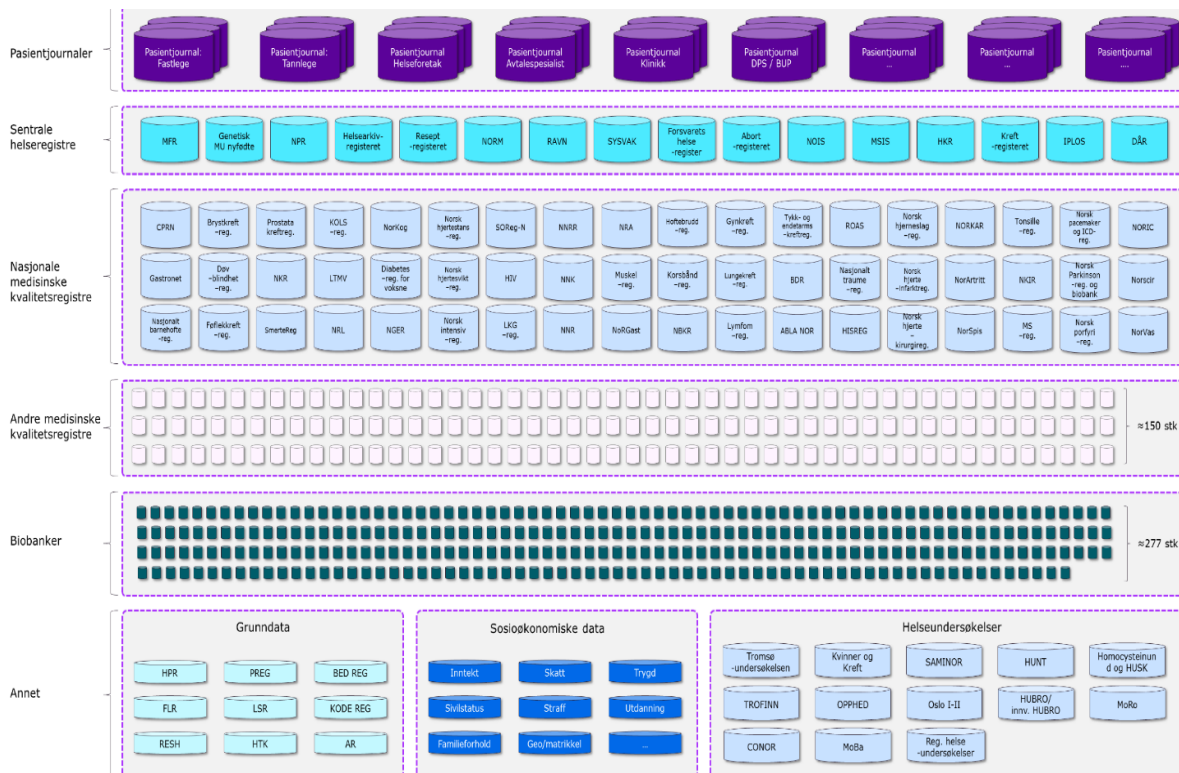 Pasientjournaler
Pasientjournal:
Fastlege
Pasientjournal:
Tannlege
Pasientjournal
Helseforetak
Pasientjournal
Avtalespesialist
Pasientjournal
Klinikk
Pasientjournal
DPS / BUP
Pasientjournal
...
Pasientjournal
...
Pasientjournal
....
Sentrale
helseregistre
MFR
Genetisk
MU nyfødte
NPR
Helsearkiv-
registeret
Resept
-registeret
NORM
RAVN
SYSVAK
Forsvarets
helse
-register
Abort
-registeret
NOIS
MSIS
HKR
Kreft
-registeret
IPLOS
DÅR
Nasjonale
medisinske
kvalitetsregistre
CPRN
Brystkreft
-reg.
Prostata
kreftreg.
KOLS
-reg.
NorKog
Norsk
hjertestans
-reg.
SOReg-N
NNRR
NRA
Hoftebrudd
-reg.
Gynkreft
-reg.
Tykk- og
endetarms
-kreftreg.
ROAS
Norsk
hjerneslag
-reg.
NORKAR
Tonsille
-reg.
Norsk
pacemaker
og ICD-
reg.
NORIC
Gastronet
Døv
-blindhet
-reg.
NKR
LTMV
Diabetes
-reg. for
voksne
Norsk
hjertesvikt
-reg.
HIV
NNK
Muskel
-reg.
Korsbånd
-reg.
Lungekreft
-reg.
BDR
Nasjonalt
traume
-reg.
Norsk
hjerte
-infarktreg.
NorArtritt
NKIR
Norsk
Parkinson
-reg. og
biobank
Norscir
Nasjonalt
barnehofte
-reg.
Føflekkreft
-reg.
SmerteReg
NRL
NGER
Norsk
intensiv
-reg.
LKG
-reg.
NNR
NoRGast
NBKR
Lymfom
-reg.
ABLA NOR
HISREG
Norsk
hjerte
-
kirurgireg.
NorSpis
MS
-reg.
Norsk
porfyri
-reg.
NorVas
Andre medisinske
kvalitetsregistre
≈150 stk
Biobanker
≈277 stk
Annet
Grunndata
HPR
PREG
BED REG
FLR
LSR
KODE REG
RESH
HTK
AR
Sosioøkonomiske data
Inntekt
Skatt
Trygd
Sivilstatus
Straff
Utdanning
Familieforhold
Geo/matrikkel
...
Helseundersøkelser
Tromsø
-undersøkelsen
Kvinner og
Kreft
SAMINOR
HUNT
Homocysteinun
d og HUSK
TROFINN
OPPHED
Oslo I-II
HUBRO/
innv. HUBRO
MoRo
CONOR
MoBa
Reg. helse
-undersøkelser